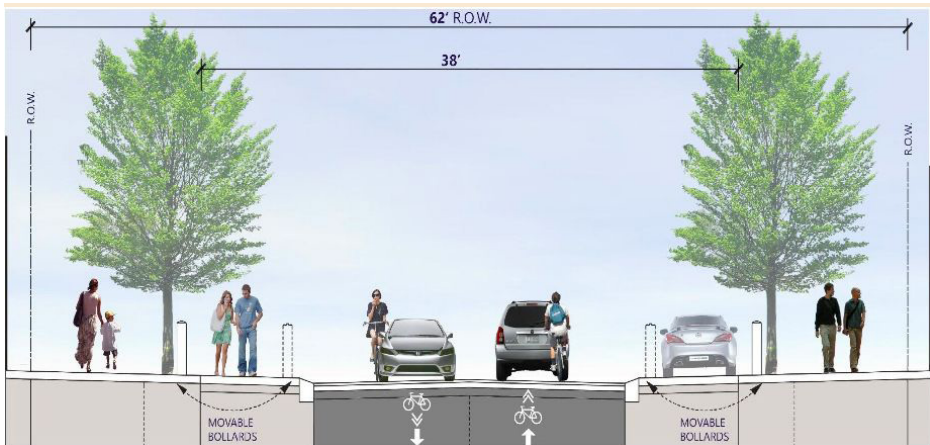 62' R.O.W.
38'
R.O.W.
R.O.W.
MOVABLE
BOLLARDS
MOVABLE
BOLLARDS